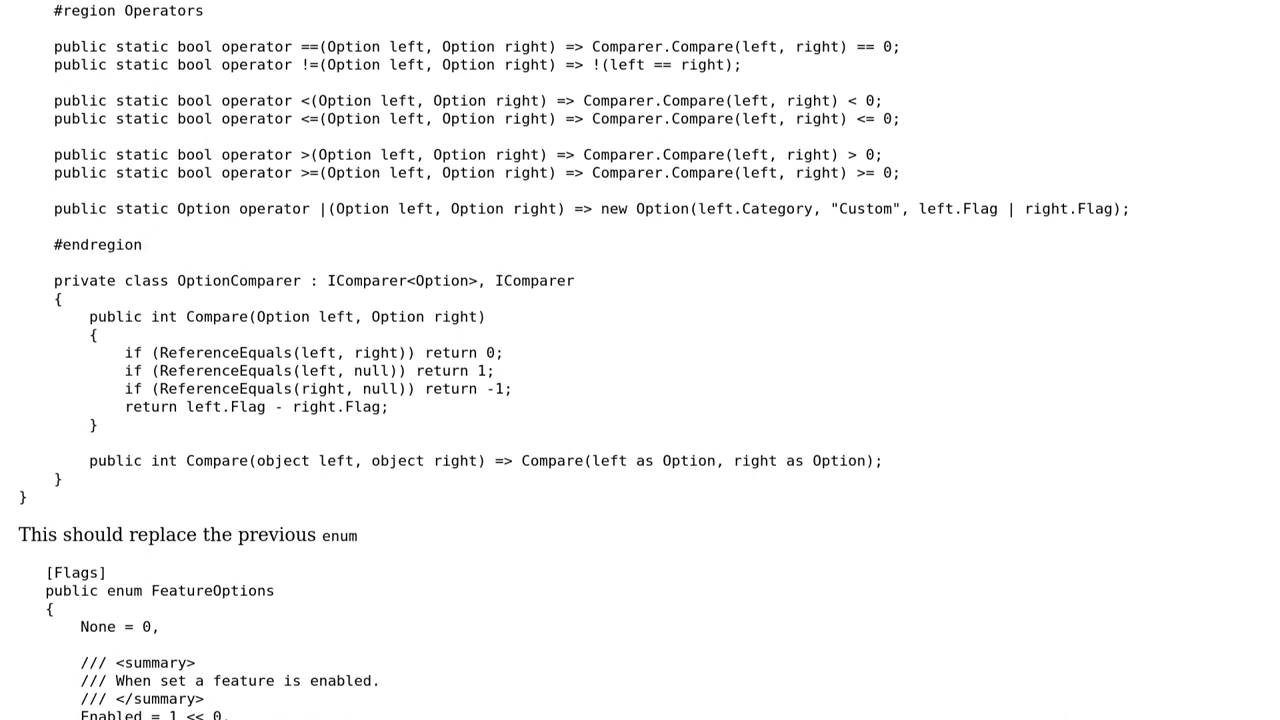 #region Operators
public static bool operator ==(Option left, Option right) => Comparer.Compare(left, right) == 0;
public static bool operator !=(Option left, Option right) => !(left == right);
public static bool operator <(Option left, Option right) => Comparer.Compare(left, right) < 0;
public static bool operator <=(Option left, Option right) => Comparer.Compare(left, right) <= 0;
public static bool operator >(Option left, Option right) => Comparer.Compare(left, right) > 0;
public static bool operator >=(Option left, Option right) => Comparer.Compare(left, right) >= 0;
public static Option operator |(Option left, Option right) => new Option(left.Category, "Custom", left.Flag | right.Flag);
#endregion
private class OptionComparer : IComparer<Option>, IComparer
{
public int Compare(Option left, Option right)
{
if (ReferenceEquals(left, right)) return 0;
if (ReferenceEquals(left, null)) return 1;
if (ReferenceEquals(right, null)) return -1;
return left.Flag - right.Flag;
}
public int Compare(object left, object right) => Compare(left as Option, right as Option);
}
}
This should replace the previous enum
[Flags]
public enum FeatureOptions
{
None = 0,
/// <summary>
/// When set a feature is enabled.
/// </summary>
Enabled = 1 << 0,